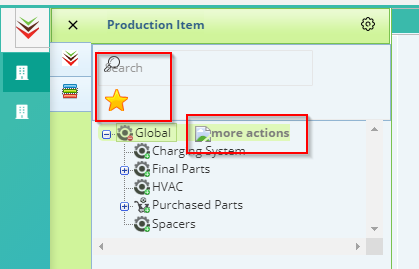 Production Item
Search
Global more actions
Charging System
Final Parts
HVAC
Purchased Parts
Spacers